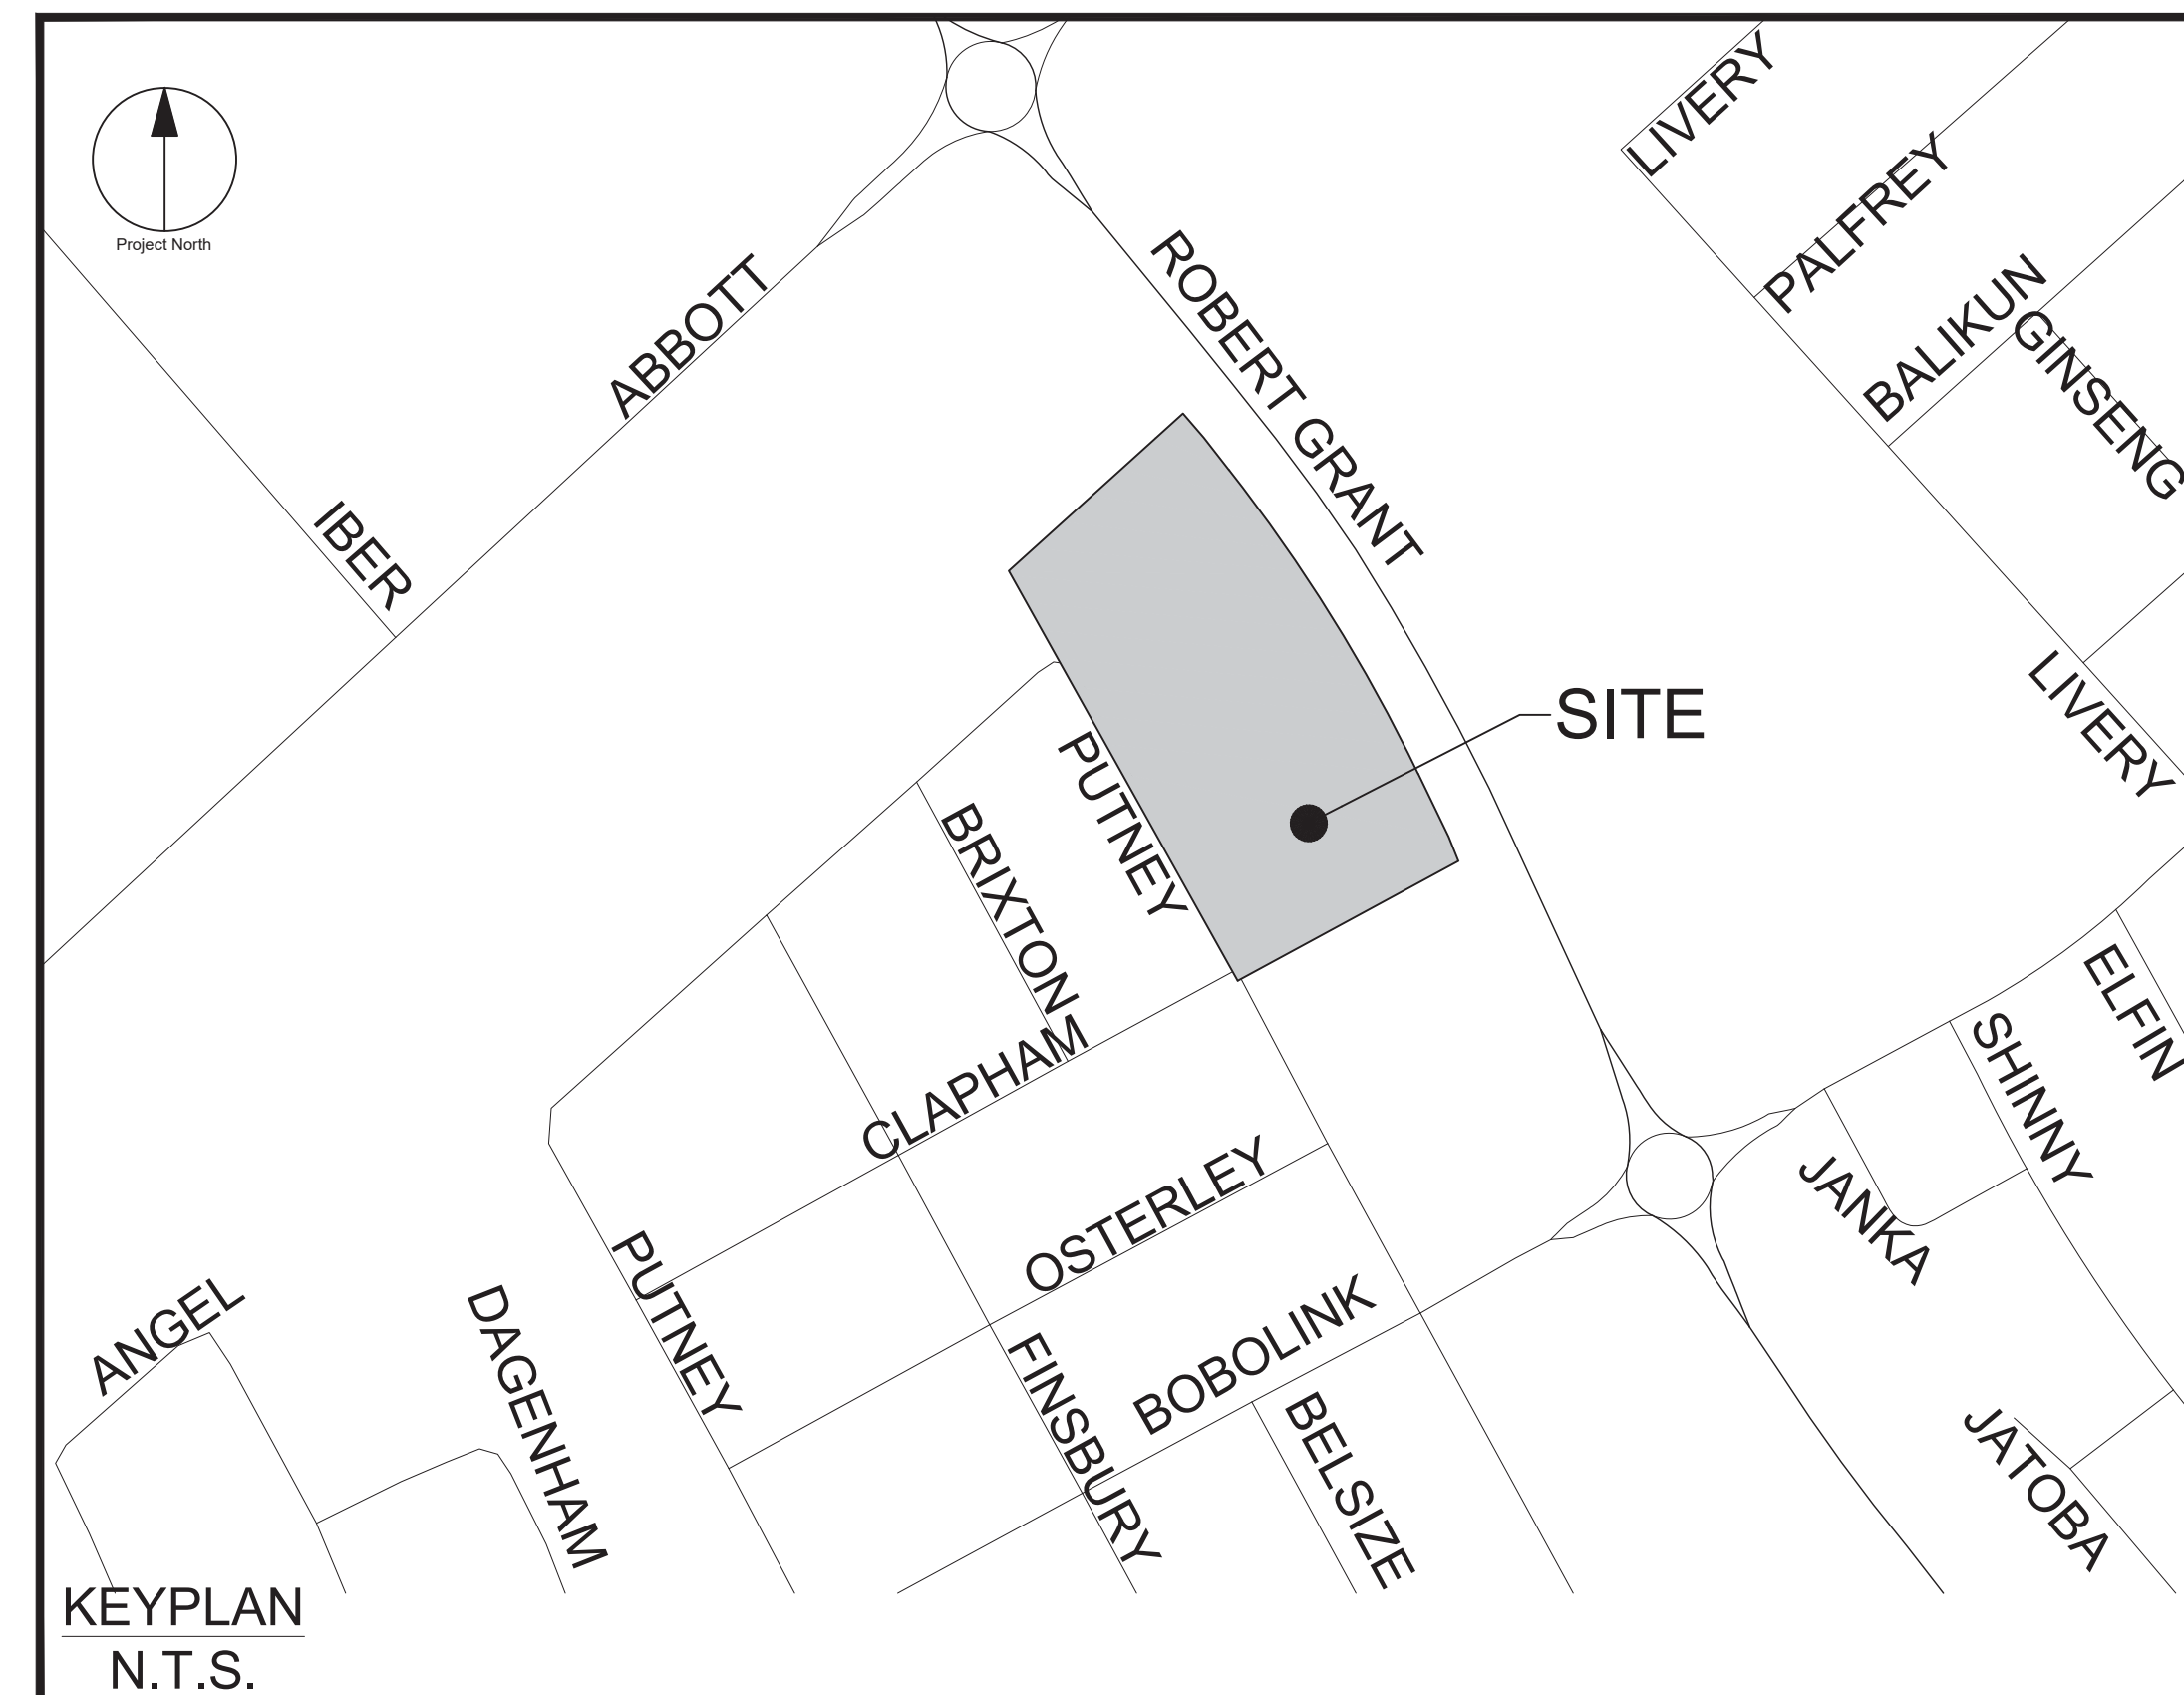 LIVERY
PALFREY
Project North
ABBOTT
ROBERT GRANT
BALIKUN
GINSENG
IBER
SITE
LIVERY
PUTNEY
BRIXTON
CLAPHAM
ELFIN
SHINNY
OSTERLEY
JANKA
PUTNEY
ANGEL
DAGENHAM
BOBOLINK
FINSBURY
BELSIZE
JATOBA
KEYPLAN
N.T.S.